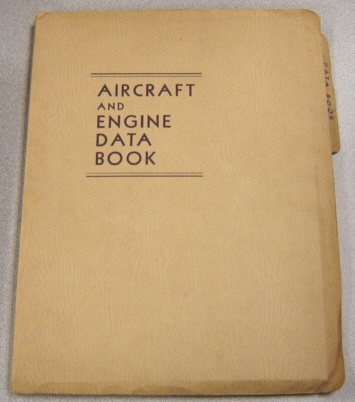 AIRCRAFT
AND
ENGINE
DATA
BOOK
DATA BOOK